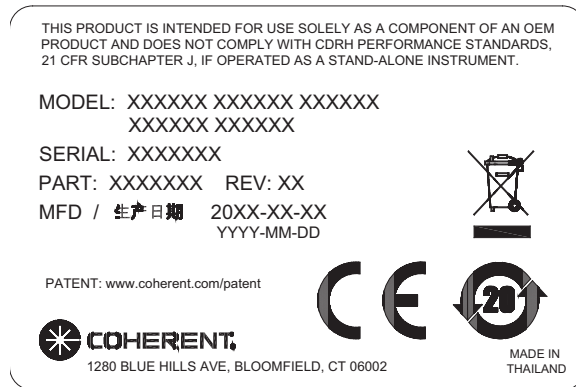 THIS PRODUCT IS INTENDED FOR USE SOLELY AS A COMPONENT OF AN OEM
PRODUCT AND DOES NOT COMPLY WITH CDRH PERFORMANCE STANDARDS,
21 CFR SUBCHAPTER J, IF OPERATED AS A STAND-ALONE INSTRUMENT.
MODEL: XXXXXX XXXXXX XXXXXX
XXXXXX XXXXXX
SERIAL: XXXXXXX
PART: XXXXXXX REV: XX
MFD / 生产日期 20XX-XX-XX
YYYY-MM-DD
PATENT: www.coherent.com/patent
CE
20
COHERENT.
1280 BLUE HILLS AVE, BLOOMFIELD, CT 06002
MADE IN
THAILAND